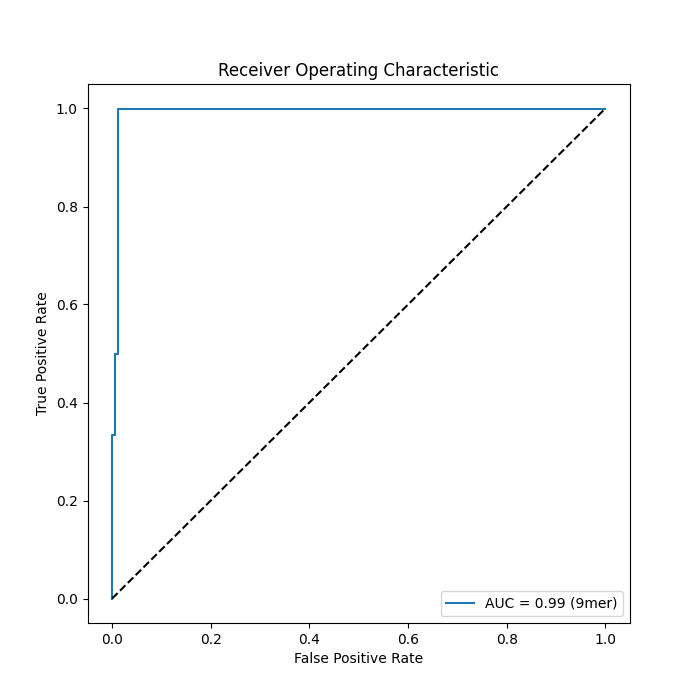 Receiver Operating Characteristic
1.0
0.8
0.6
0.4
0.2
0.0
True Positive Rate
AUC = 0.99 (9mer)
0.0 0.2 0.4 0.6 0.8 1.0
False Positive Rate